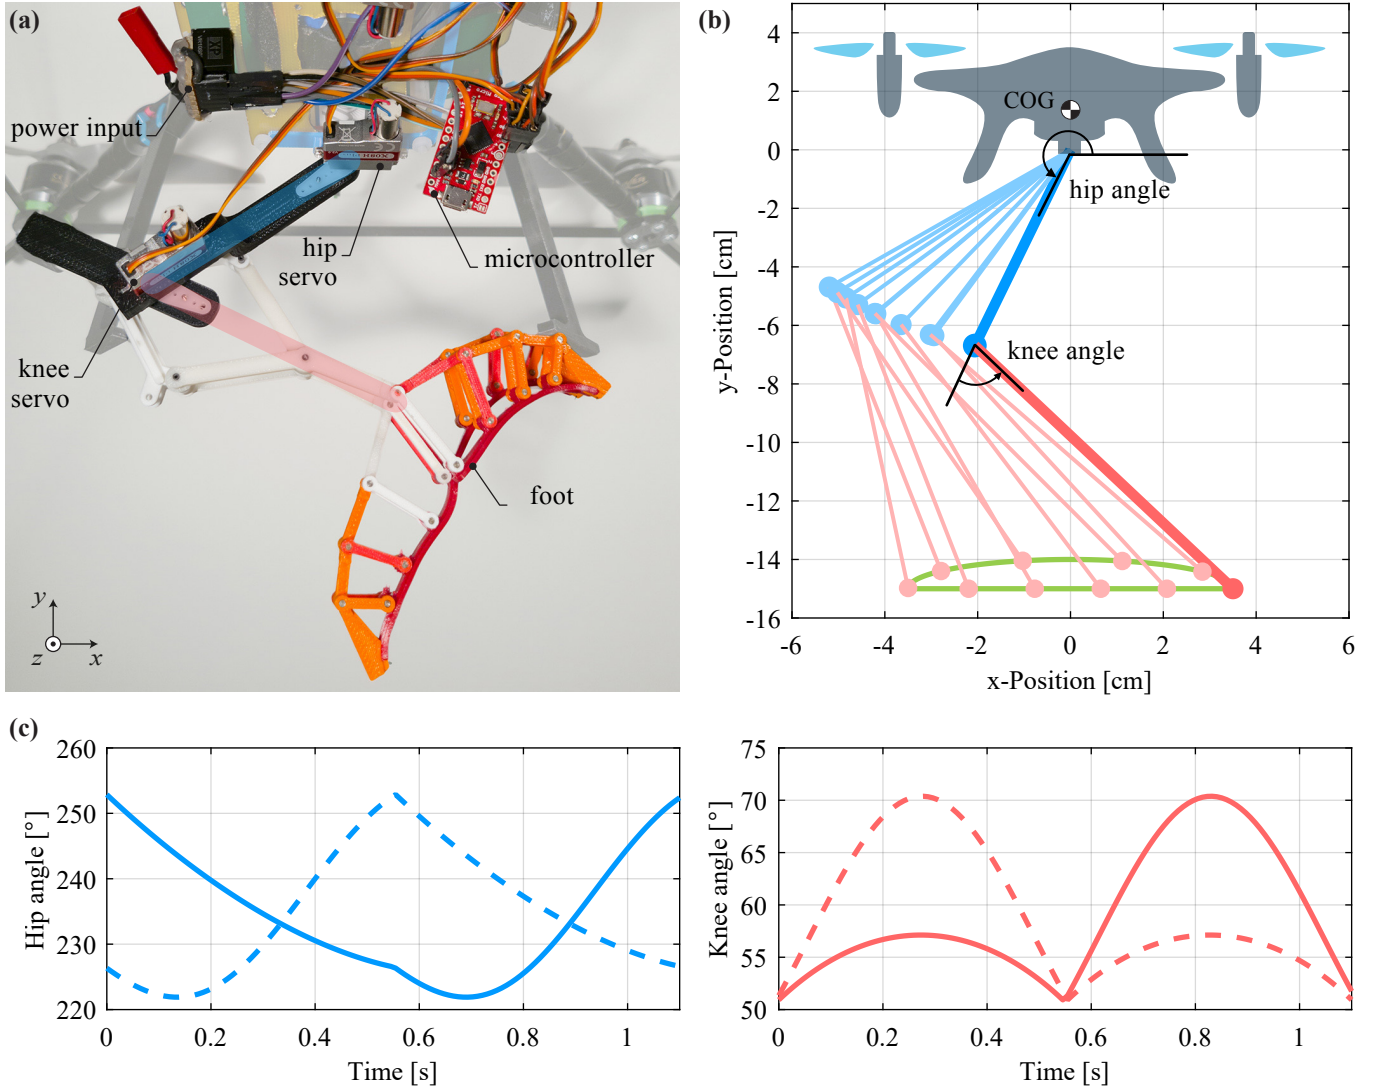 (a)
XP
power input
hip
servo
microcontroller
knee
servo
foot
y
z
x
(b)
4
2
0
-2
-4
-6
-8
-10
-12
-14
-16
y-Position [cm]
COG
hip angle
knee angle
-6
-4
-2
0
2
4
6
x-Position [cm]
(c)
260
250
240
230
220
Hip angle [°]
0
0.2
0.4
0.6
0.8
1
Time [s]
75
70
65
60
55
50
Knee angle [°]
0
0.2
0.4
0.6
0.8
1
Time [s]